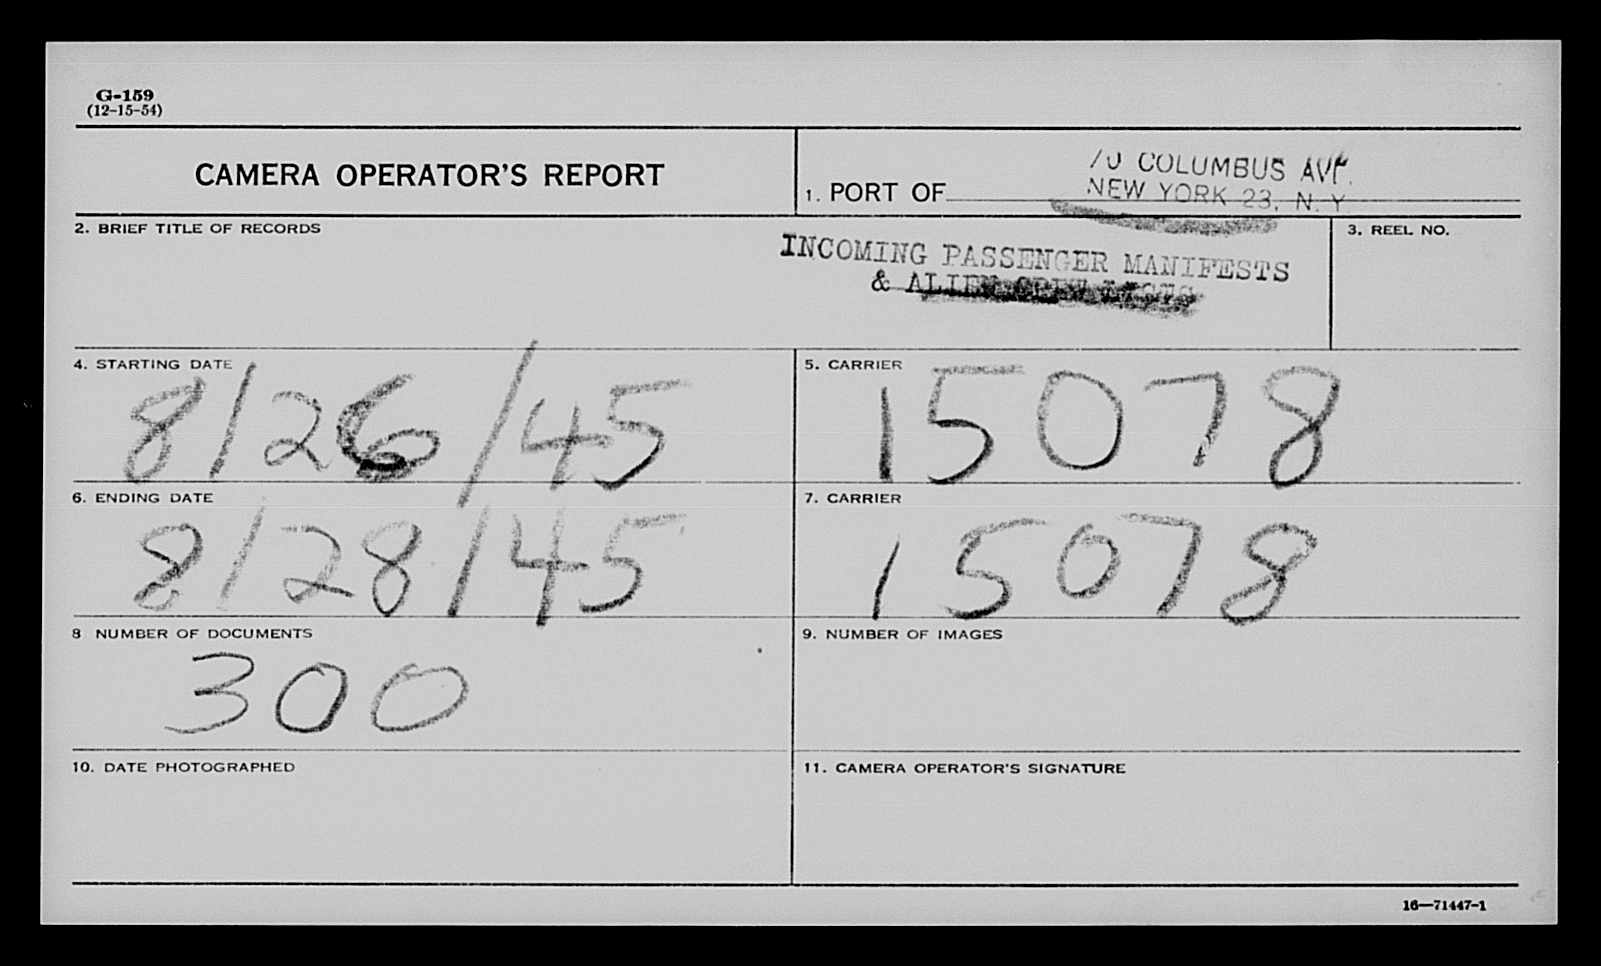 G-159
(12-15-54)
CAMERA OPERATOR'S REPORT
1. PORT OF
70 COLUMBUS AVE.
NEW YORK 23, N. Y.
2. BRIEF TITLE OF RECORDS
INCOMING PASSENGER MANIFESTS
& ALIEN CREW LISTS
3. REEL NO.
4. STARTING DATE
8/26/45
5. CARRIER
15078
6. ENDING DATE
8/28/45
7. CARRIER
15078
8 NUMBER OF DOCUMENTS
300
9. NUMBER OF IMAGES
10. DATE PHOTOGRAPHED
11. CAMERA OPERATOR'S SIGNATURE
16—71447-1